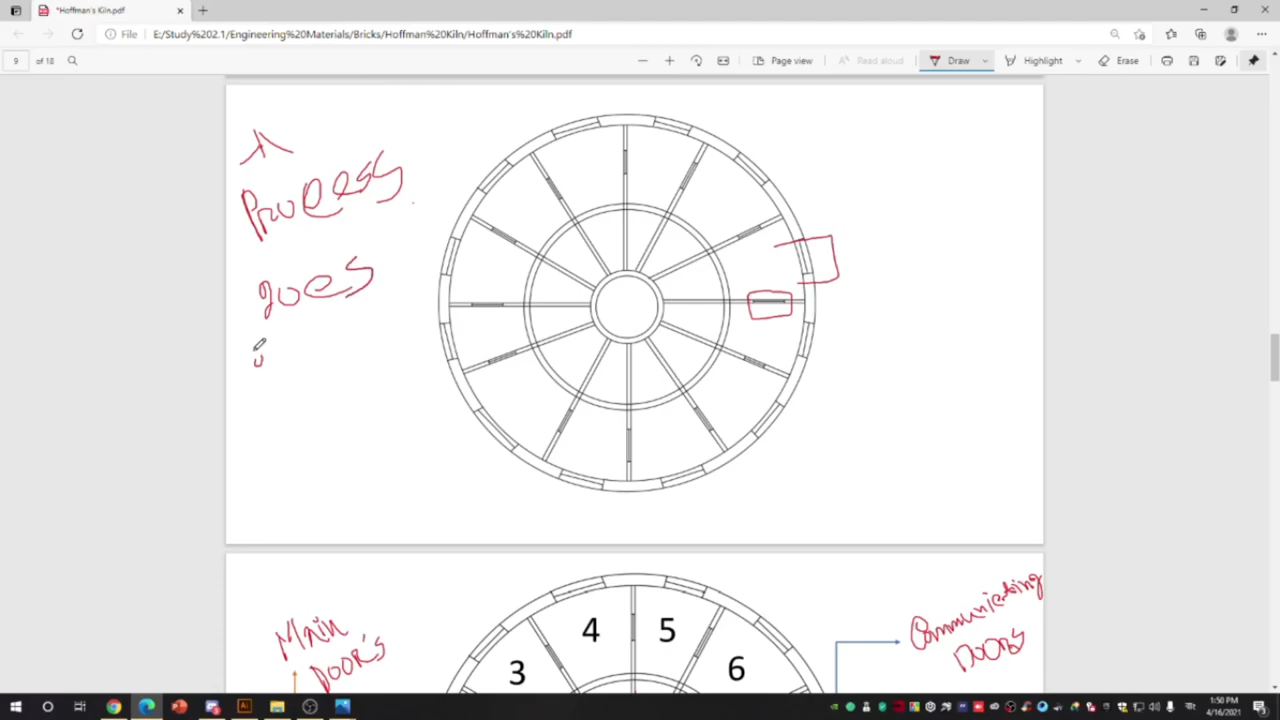 *Hoffman's Kiln.pdf
File E:/Study%202.1/Engineering%20Materials/Bricks/Hoffman%20Kiln/Hoffman's%20Kiln.pdf
9 of 18
Page view
Read aloud
Draw
Highlight
Erase
Process
goes
4 5
3 6
Main
Door's
Communicating
Doors
1:50 PM
4/16/2021